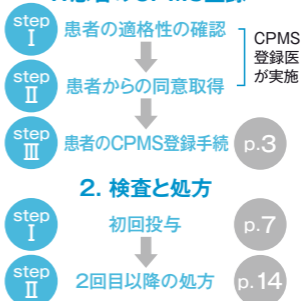 step I 患者の適格性の確認
step II 患者からの同意取得
CPMS
登録医
が実施
step III 患者のCPMS登録手続 p.3
2. 検査と処方
step I 初回投与 p.7
step II 2回目以降の処方 p.14